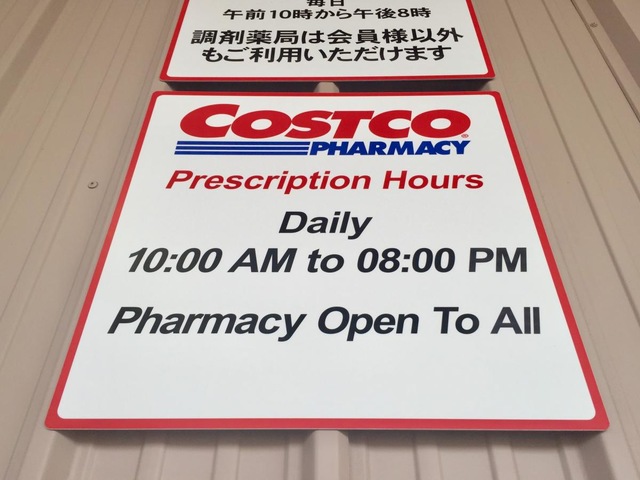 毎日
午前10時から午後8時
調剤薬局は会員様以外
もご利用いただけます
COSTCO
PHARMACY
Prescription Hours
Daily
10:00 AM to 08:00 PM
Pharmacy Open To All